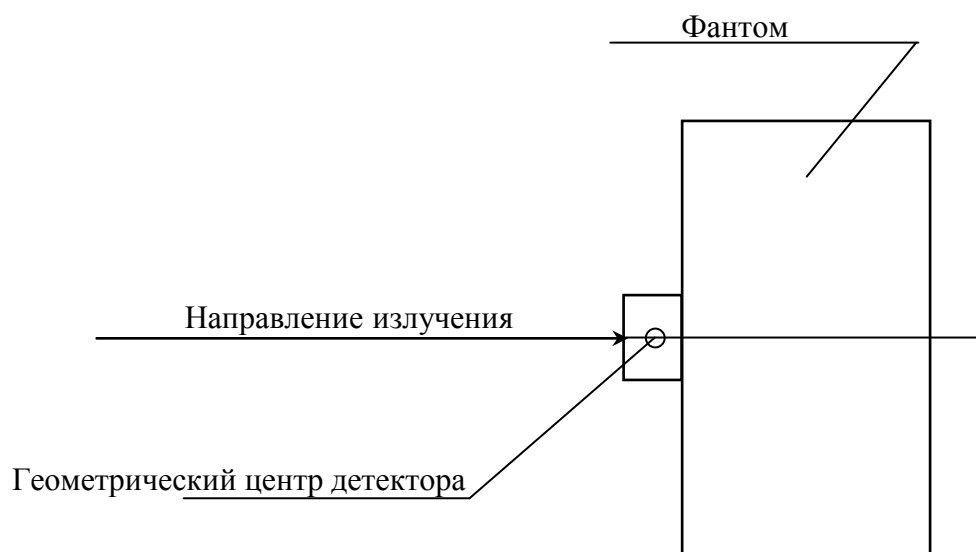 Фантом
Направление излучения
Геометрический центр детектора